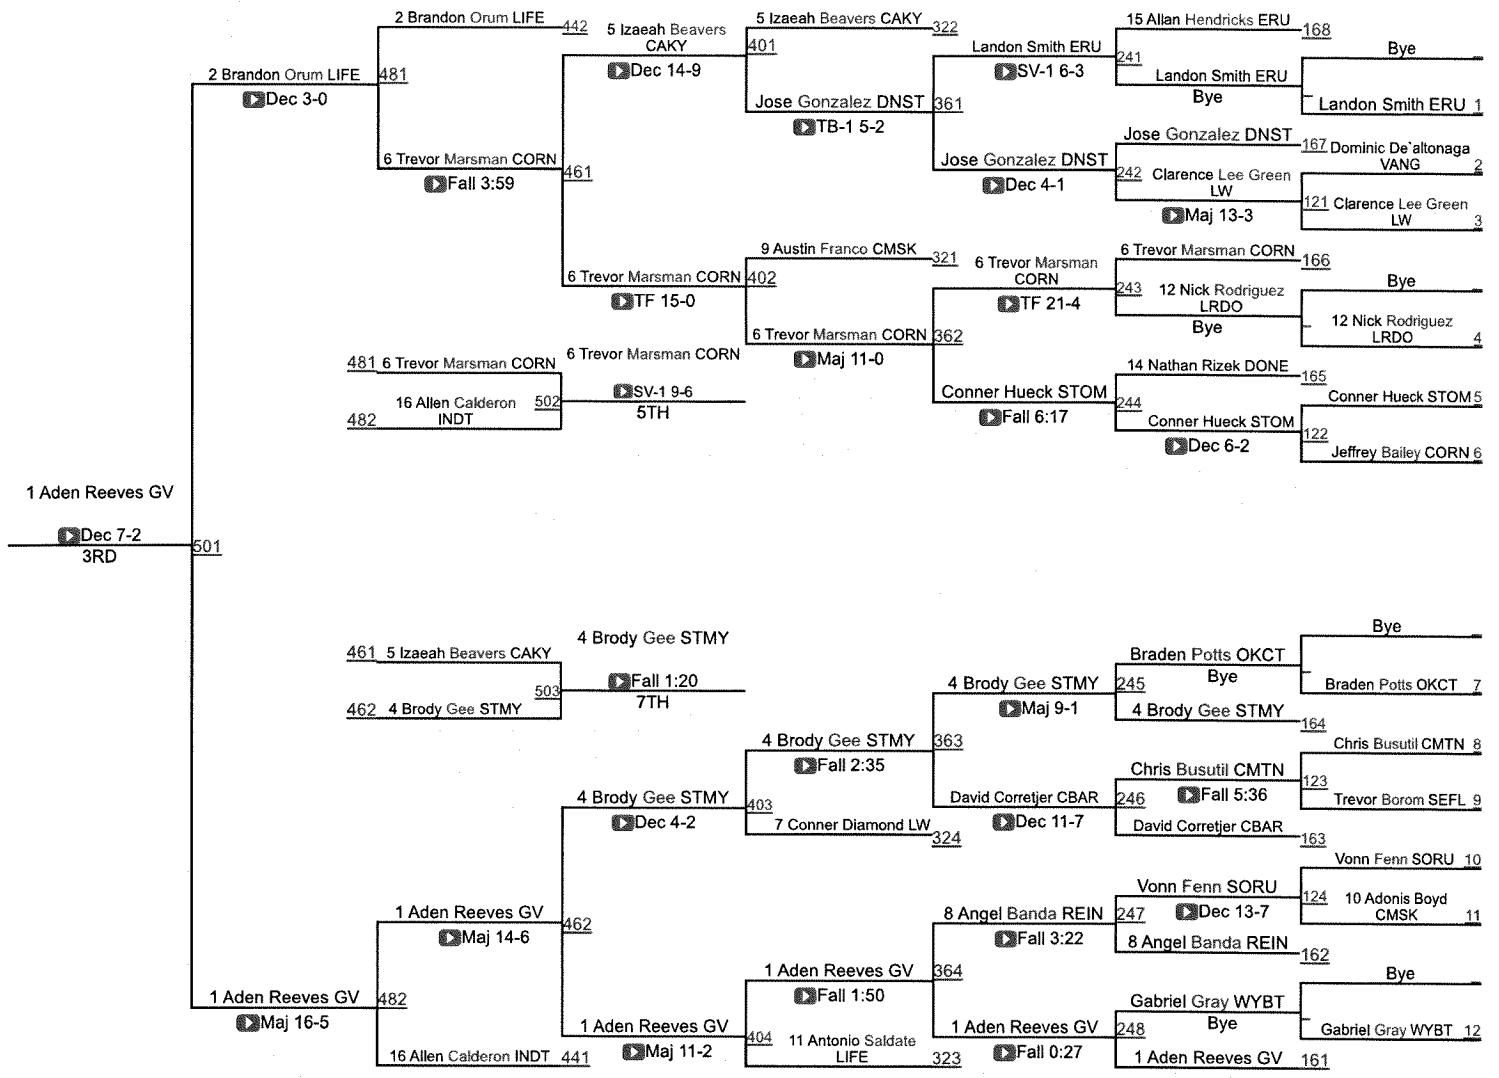 2 Brandon Orum LIFE
442
5 Izaeah Beavers
CAKY
Dec 14-9
5 Izaeah Beavers CAKY
322
401
15 Allan Hendricks ERU
168
Landon Smith ERU
SV-1 6-3
241
Landon Smith ERU
Bye
Bye
Landon Smith ERU 1
2 Brandon Orum LIFE
Dec 3-0
481
Jose Gonzalez DNST
TB-1 5-2
361
Jose Gonzalez DNST
167
Dominic De`altonaga
VANG
2
6 Trevor Marsman CORN
Fall 3:59
461
Jose Gonzalez DNST
Dec 4-1
242
Clarence Lee Green
LW
Maj 13-3
121
Clarence Lee Green
LW
3
9 Austin Franco CMSK
321
6 Trevor Marsman
CORN
TF 21-4
6 Trevor Marsman CORN
166
6 Trevor Marsman CORN
TF 15-0
402
243
12 Nick Rodriguez
LRDO
Bye
Bye
12 Nick Rodriguez
LRDO
4
6 Trevor Marsman CORN
Maj 11-0
362
481 6 Trevor Marsman CORN
6 Trevor Marsman CORN
SV-1 9-6
5TH
16 Allen Calderon
INDT
502
482
Conner Hueck STOM
Fall 6:17
244
14 Nathan Rizek DONE
165
Conner Hueck STOM
Dec 6-2
122
Conner Hueck STOM 5
Jeffrey Bailey CORN 6
1 Aden Reeves GV
Dec 7-2
3RD
501
461 5 Izaeah Beavers CAKY
4 Brody Gee STMY
Fall 1:20
7TH
503
462 4 Brody Gee STMY
4 Brody Gee STMY
Maj 9-1
245
Braden Potts OKCT
Bye
Bye
Braden Potts OKCT 7
4 Brody Gee STMY
164
4 Brody Gee STMY
Fall 2:35
363
Chris Busutil CMTN 8
Chris Busutil CMTN
Fall 5:36
123
Trevor Borom SEFL 9
4 Brody Gee STMY
Dec 4-2
403
7 Conner Diamond LW
324
David Corretjer CBAR
Dec 11-7
246
David Corretjer CBAR
163
Vonn Fenn SORU 10
1 Aden Reeves GV
Maj 14-6
462
8 Angel Banda REIN
Fall 3:22
247
Vonn Fenn SORU
Dec 13-7
124
10 Adonis Boyd
CMSK
11
8 Angel Banda REIN
162
1 Aden Reeves GV
Fall 1:50
364
1 Aden Reeves GV
Maj 16-5
482
1 Aden Reeves GV
Maj 11-2
404
11 Antonio Saldate
LIFE
323
1 Aden Reeves GV
Fall 0:27
248
Gabriel Gray WYBT
Bye
Bye
Gabriel Gray WYBT 12
16 Allen Calderon INDT
441
1 Aden Reeves GV
161